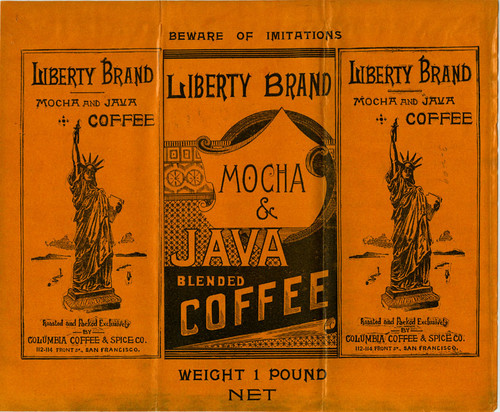 BEWARE OF IMITATIONS
LIBERTY BRAND
MOCHA AND JAVA
COFFEE
Roasted and Packed Exclusively
BY
COLUMBIA COFFEE & SPICE CO.
112-114 FRONT ST., SAN FRANCISCO.
LIBERTY BRAND
MOCHA
&
JAVA
BLENDED
COFFEE
LIBERTY BRAND
MOCHA AND JAVA
COFFEE
Roasted and Packed Exclusively
BY
COLUMBIA COFFEE & SPICE CO.
112-114 FRONT ST., SAN FRANCISCO.
WEIGHT 1 POUND
NET